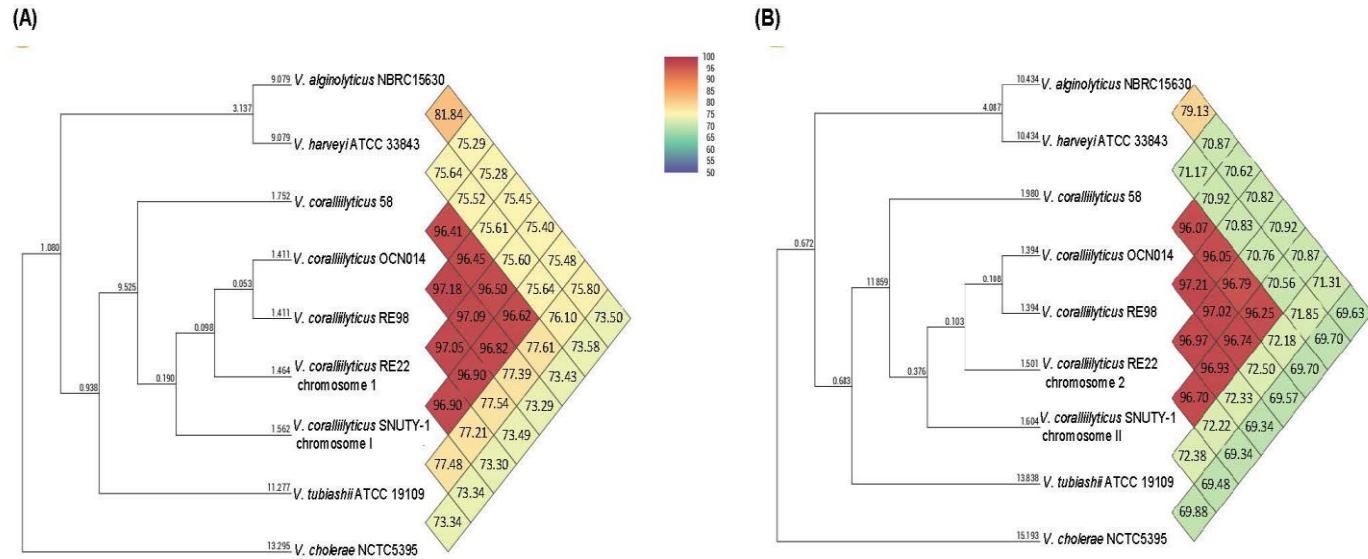 (A)
9.079 V. alginolyticus NBRC15630
81.84
3.137
9.079 V. harveyi ATCC 33843
75.29
75.64 75.28
1.752 V. coralliilyticus 58
75.52 75.45
96.41 75.61 75.40
1.080
1.411 V. coralliilyticus OCN014
96.45 75.60 75.48
0.053
97.18 96.50 75.64 75.80
9.525
1.411 V. coralliilyticus RE98
97.09 96.62 76.10 73.50
0.098
97.05 96.82 77.61 73.58
1.464 V. coralliilyticus RE22
chromosome 1
96.90 77.39 73.43
0.190
0.938
96.90 77.54 73.29
1.562 V. coralliilyticus SNUTY-1
chromosome I
77.21 73.49
77.48 73.30
11.277 V. tubiashii ATCC 19109
73.34
73.34
13.295 V. cholerae NCTC5395
100
95
90
85
80
75
70
65
60
55
50
(B)
10.434 V. alginolyticus NBRC15630
79.13
4.087
10.434 V. harveyi ATCC 33843
70.87
71.17 70.62
1.980 V. coralliilyticus 58
70.92 70.82
96.07 70.83 70.92
0.672
1.394 V. coralliilyticus OCN014
96.05 70.76 70.87
0.108
97.21 96.79 70.56 71.31
11.859
1.394 V. coralliilyticus RE98
97.02 96.25 71.85 69.63
0.103
96.97 96.74 72.18 69.70
1.501 V. coralliilyticus RE22
chromosome 2
96.93 72.50 69.70
0.376
0.683
96.70 72.33 69.57
1.604 V. coralliilyticus SNUTY-1
chromosome II
72.22 69.34
72.38 69.34
13.838 V. tubiashii ATCC 19109
69.48
69.88
15.193 V. cholerae NCTC5395